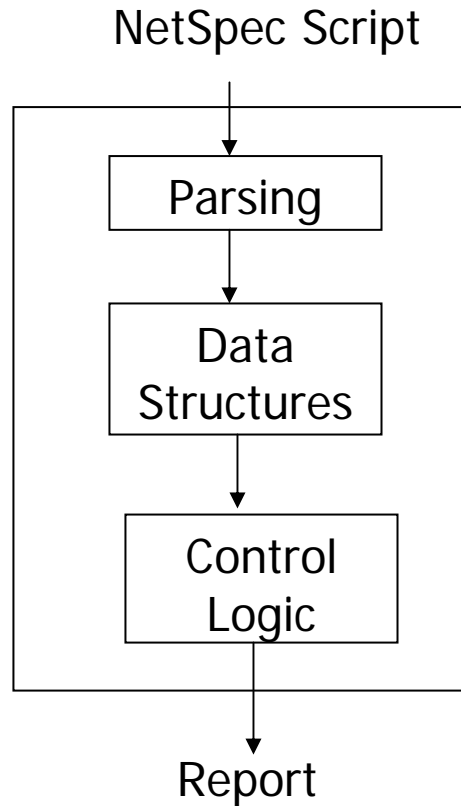 NetSpec Script
Parsing
Data
Structures
Control
Logic
Report